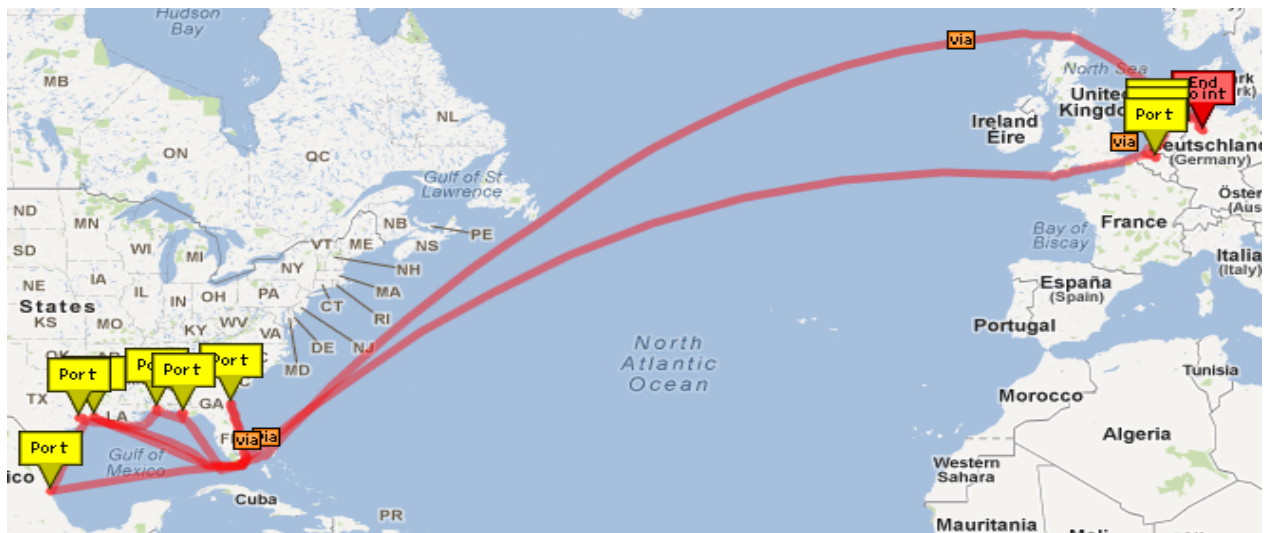 Hudson
Bay
via
MB
ON
QC
NL
North Sea
United
Kingdom
Ireland
Éire
End
Port
via
Deutschland
(Germany)
Gulf of St
Lawrence
ND
MN
SD
WI
MI
NB
PE
NS
VT
ME
NH
NE
IA
IL
IN
OH
PA
NY
MA
CT
RI
States
KS
MO
KY
WV
VA
DE
NJ
MD
France
Bay of
Biscay
Italia
(Italy)
España
(Spain)
Portugal
North
Atlantic
Ocean
Tunisia
Morocco
Algeria
Western
Sahara
Mauritania
Port
Port
Port
TX
LA
GA
via
via
Port
Gulf of
Mexico
Cuba
PR